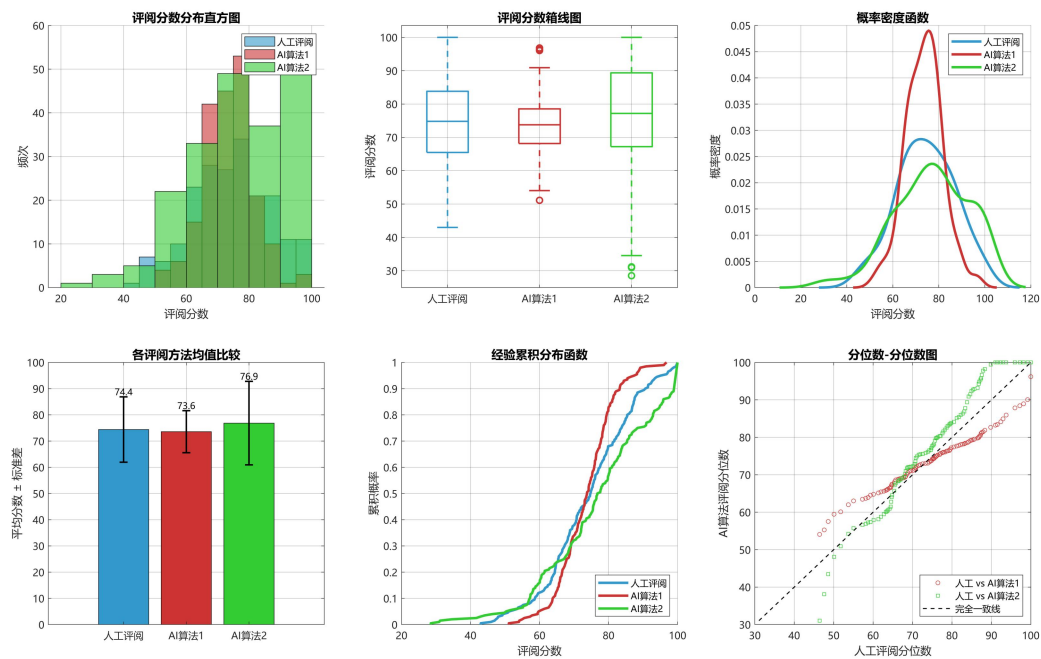 评阅分数分布直方图
60
50
40
30
20
10
0
频次
20 40 60 80 100
评阅分数
人工评阅
AI算法1
AI算法2
评阅分数箱线图
100
90
80
70
60
50
40
30
评阅分数
人工评阅 AI算法1 AI算法2
概率密度函数
0.05
0.045
0.04
0.035
0.03
0.025
0.02
0.015
0.01
0.005
0
概率密度
0 20 40 60 80 100 120
评阅分数
人工评阅
AI算法1
AI算法2
各评阅方法均值比较
100
90
80
70
60
50
40
30
20
10
0
平均分数 ± 标准差
74.4
73.6
76.9
人工评阅 AI算法1 AI算法2
经验累积分布函数
1
0.9
0.8
0.7
0.6
0.5
0.4
0.3
0.2
0.1
0
累积概率
20 40 60 80 100
评阅分数
人工评阅
AI算法1
AI算法2
分位数-分位数图
100
90
80
70
60
50
40
30
AI算法评阅分位数
30 40 50 60 70 80 90 100
人工评阅分位数
人工 vs AI算法1
人工 vs AI算法2
完全一致线